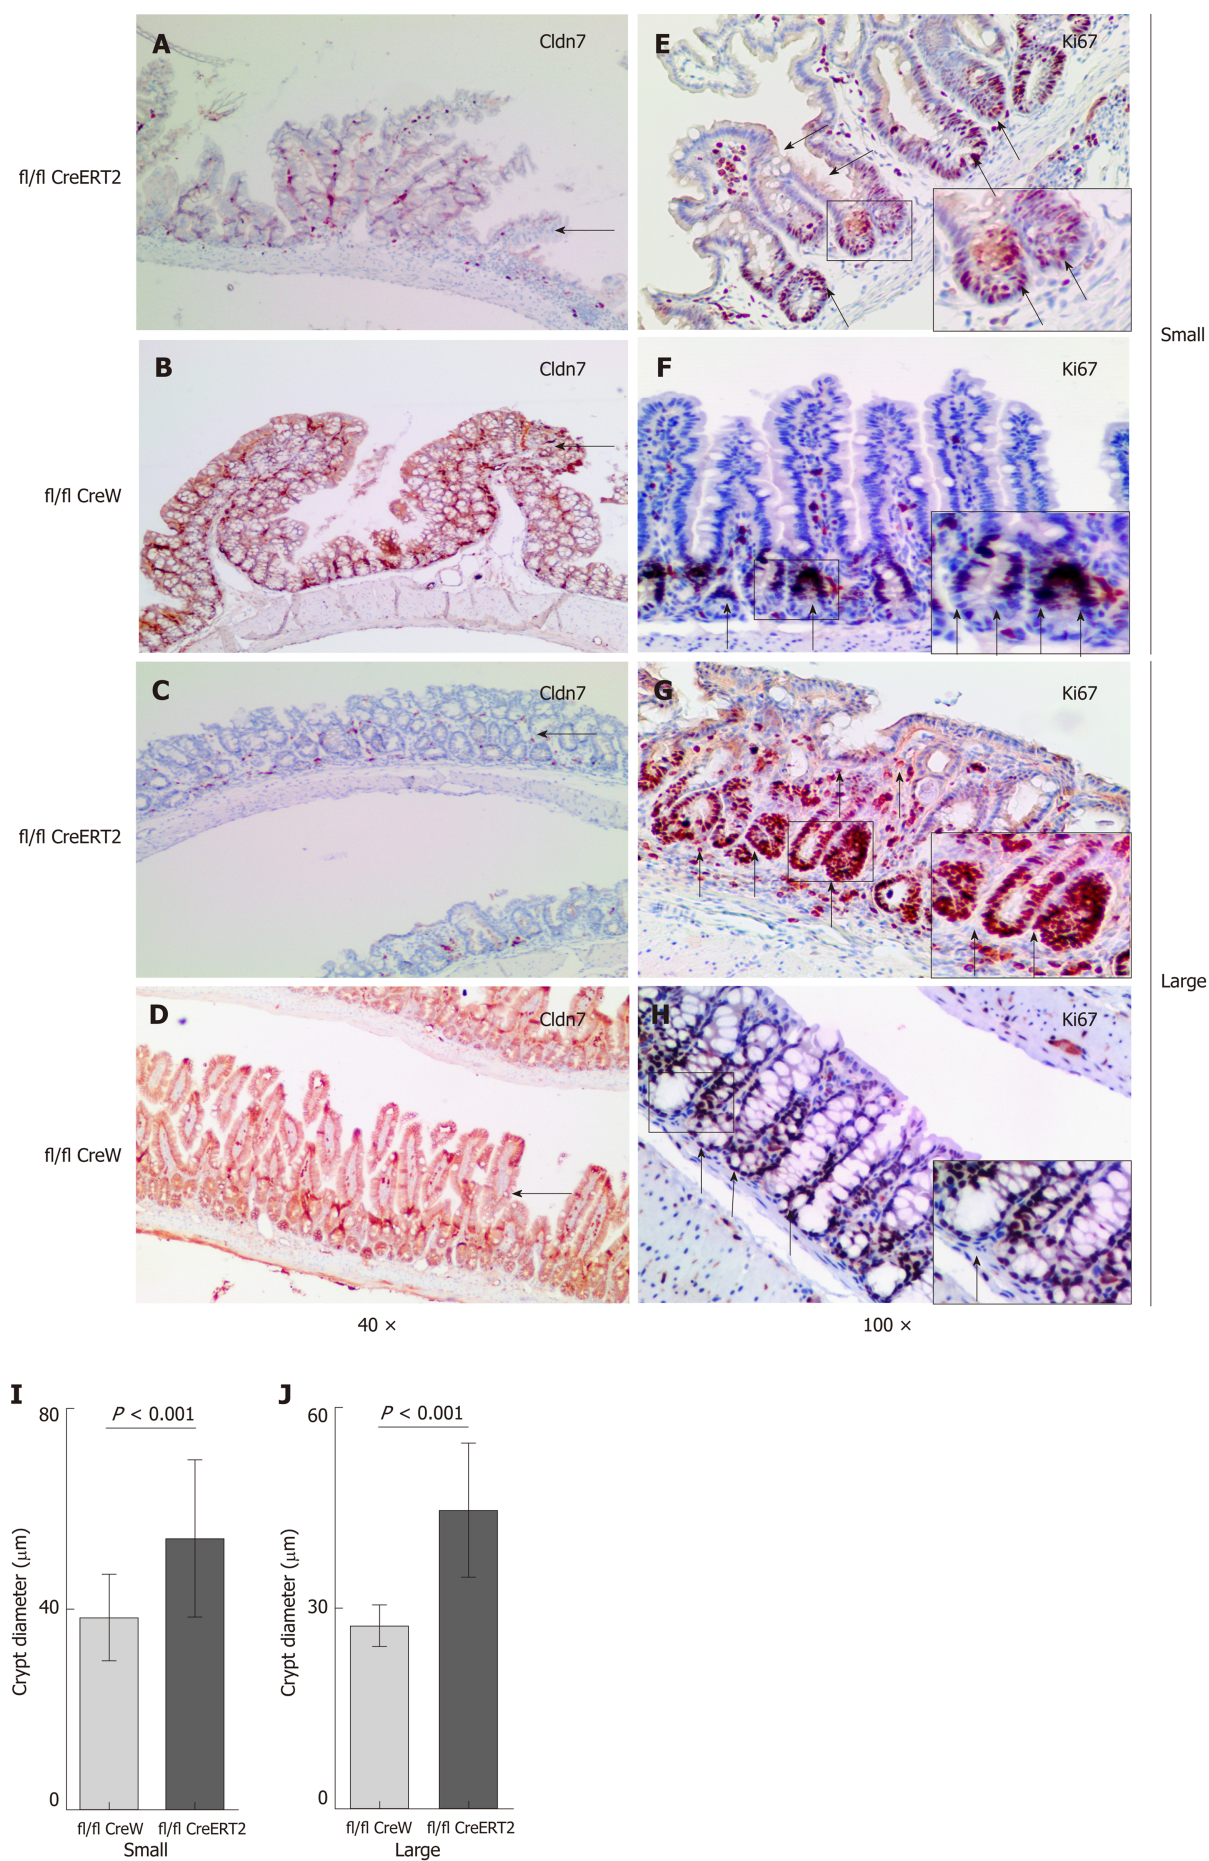 A
Cldn7
E
Ki67
fl/fl CreERT2
B
Cldn7
F
Ki67
Small
fl/fl CreW
C
Cldn7
G
Ki67
fl/fl CreERT2
D
Cldn7
H
Ki67
Large
fl/fl CreW
40 ×
100 ×
I
J
80
P < 0.001
40
0
Crypt diameter (μm)
fl/fl CreW
fl/fl CreERT2
Small
60
P < 0.001
30
0
Crypt diameter (μm)
fl/fl CreW
fl/fl CreERT2
Large